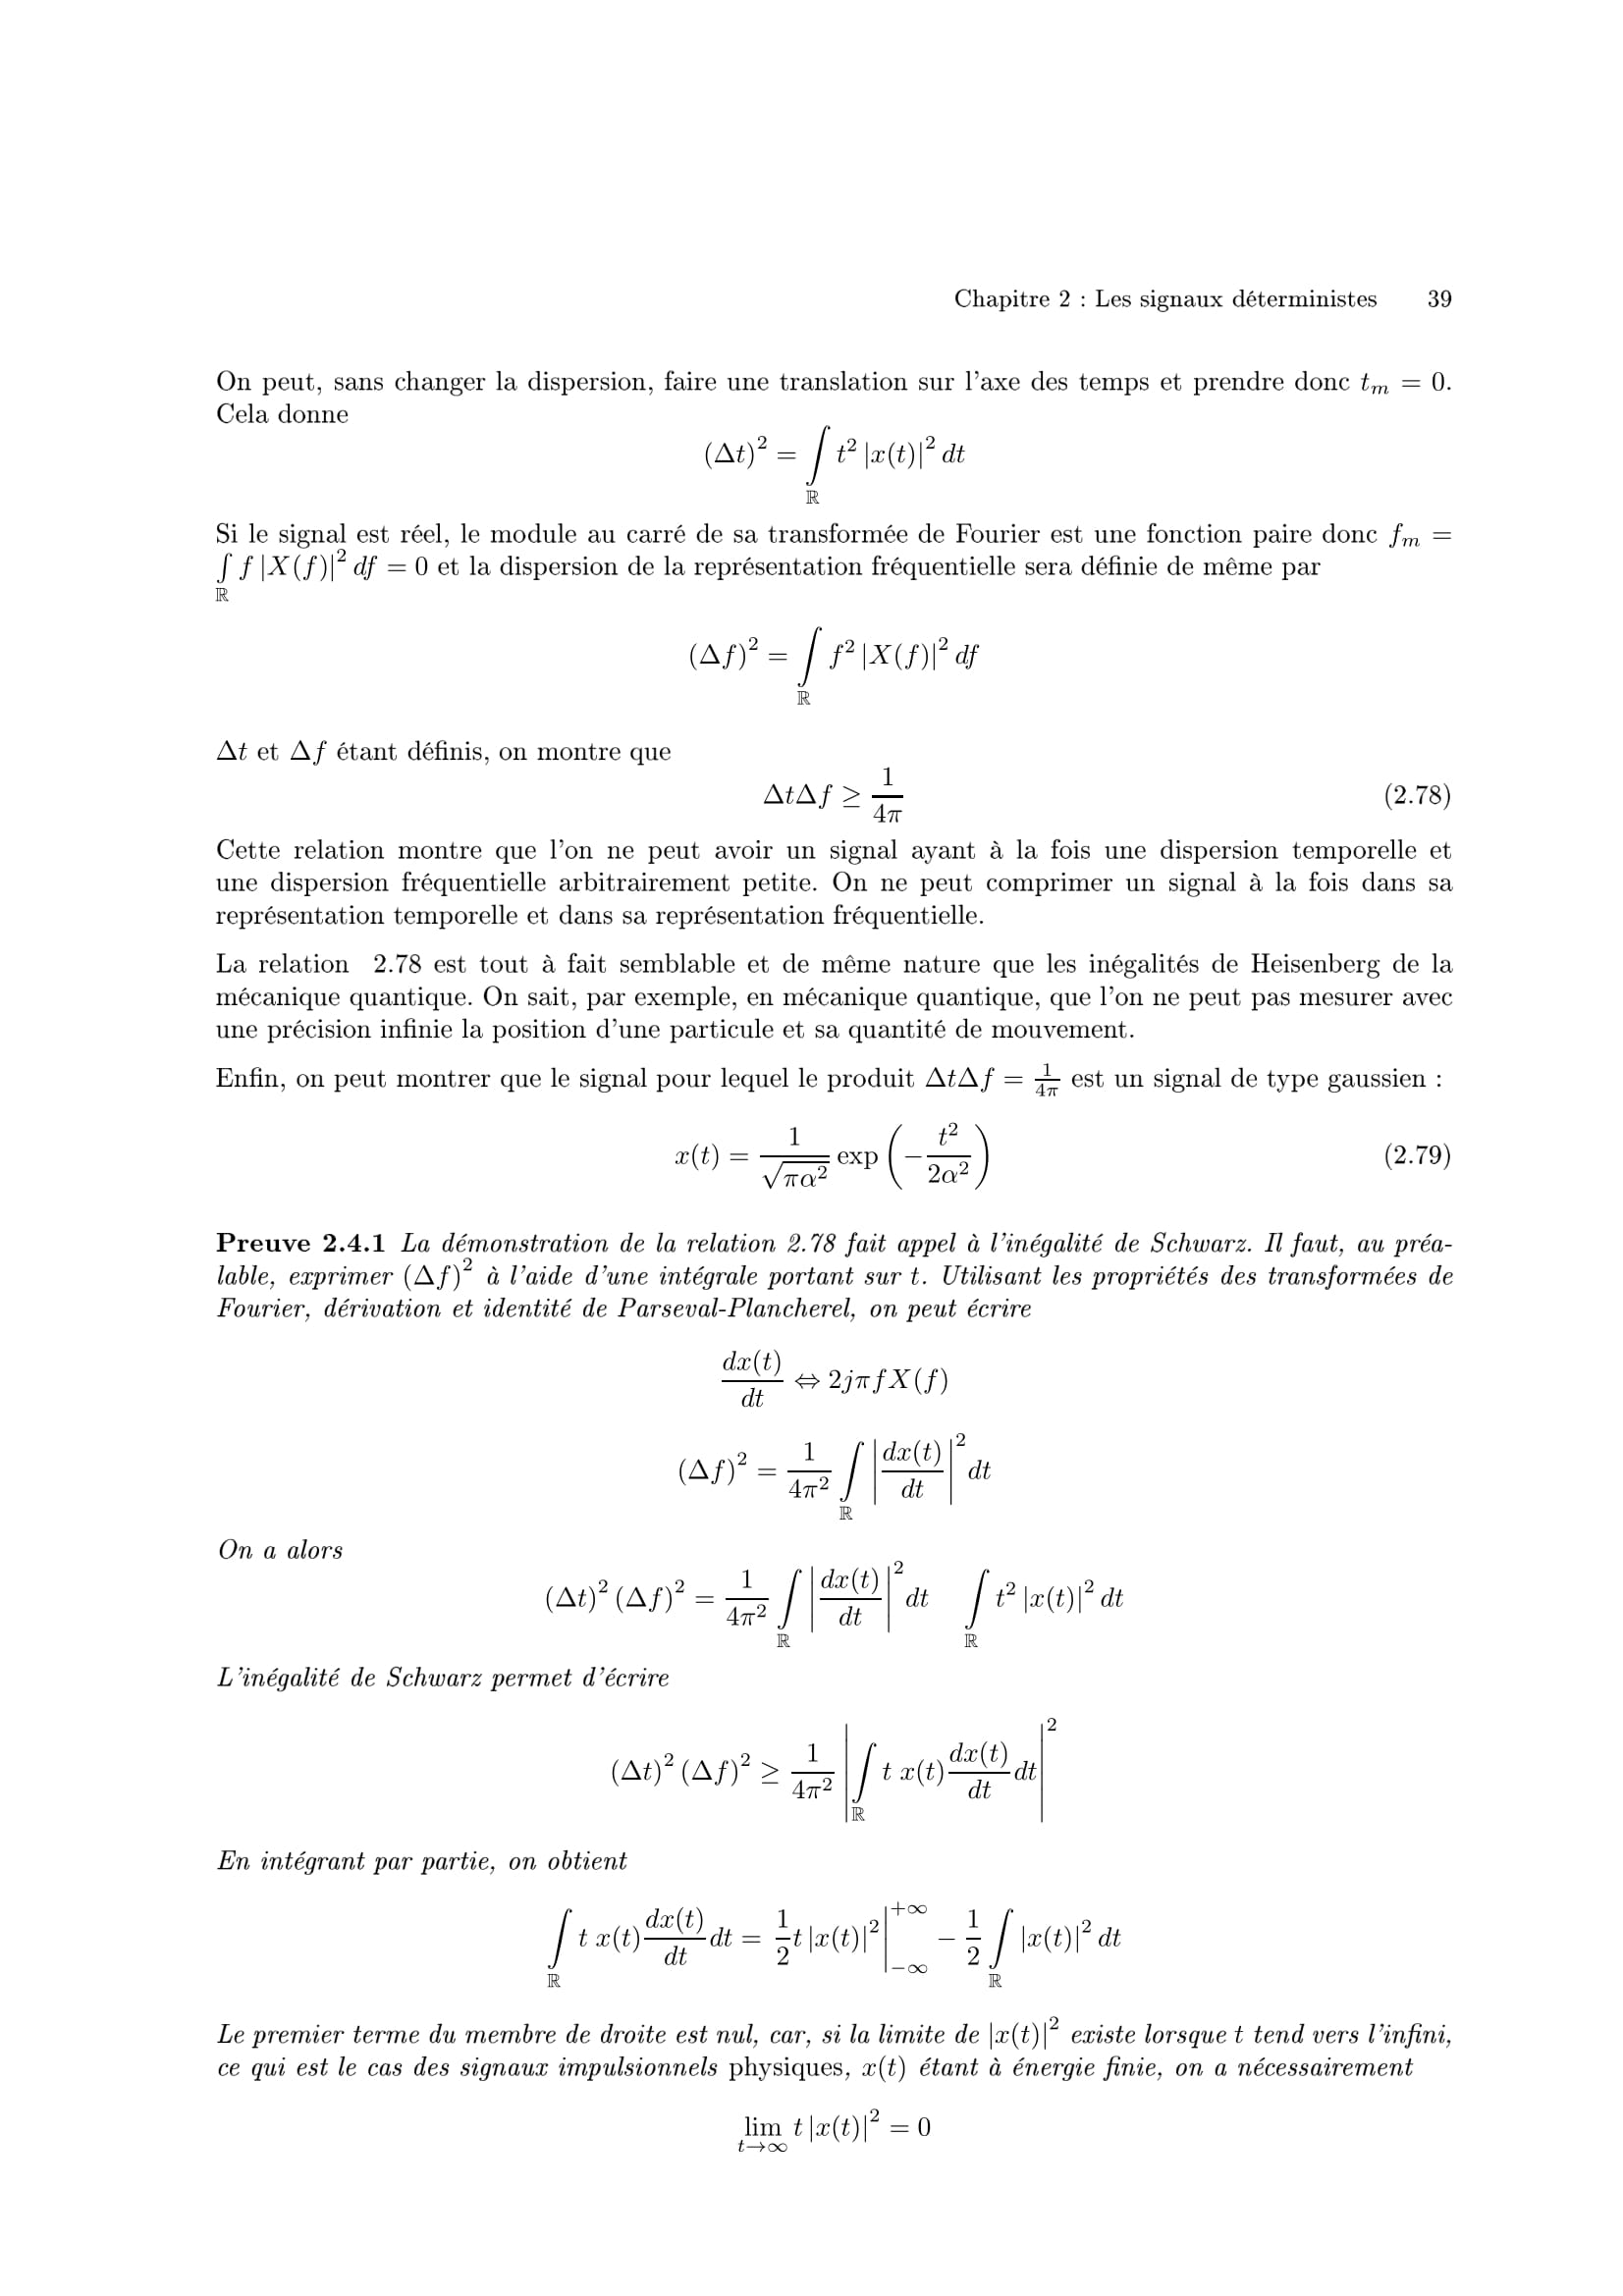 Chapitre 2 : Les signaux déterministes 39
On peut, sans changer la dispersion, faire une translation sur l'axe des temps et prendre donc $t_m = 0$.
Cela donne
$(\Delta t)^2 = \int_{\mathbb{R}} t^2 |x(t)|^2 \, dt$
Si le signal est réel, le module au carré de sa transformée de Fourier est une fonction paire donc $f_m =$
$\int_{\mathbb{R}} f |X(f)|^2 \, df = 0$ et la dispersion de la représentation fréquentielle sera définie de même par
$(\Delta f)^2 = \int_{\mathbb{R}} f^2 |X(f)|^2 \, df$
$\Delta t$ et $\Delta f$ étant définis, on montre que
$\Delta t \Delta f \geq \frac{1}{4\pi}$ (2.78)
Cette relation montre que l'on ne peut avoir un signal ayant à la fois une dispersion temporelle et
une dispersion fréquentielle arbitrairement petite. On ne peut comprimer un signal à la fois dans sa
représentation temporelle et dans sa représentation fréquentielle.
La relation 2.78 est tout à fait semblable et de même nature que les inégalités de Heisenberg de la
mécanique quantique. On sait, par exemple, en mécanique quantique, que l'on ne peut pas mesurer avec
une précision infinie la position d'une particule et sa quantité de mouvement.
Enfin, on peut montrer que le signal pour lequel le produit $\Delta t \Delta f = \frac{1}{4\pi}$ est un signal de type gaussien :
$x(t) = \frac{1}{\sqrt{\pi\alpha^2}} \exp\left(-\frac{t^2}{2\alpha^2}\right)$ (2.79)
Preuve 2.4.1 La démonstration de la relation 2.78 fait appel à l'inégalité de Schwarz. Il faut, au préa-
lable, exprimer $(\Delta f)^2$ à l'aide d'une intégrale portant sur t. Utilisant les propriétés des transformées de
Fourier, dérivation et identité de Parseval-Plancherel, on peut écrire
$\frac{dx(t)}{dt} \Leftrightarrow 2j\pi f X(f)$
$(\Delta f)^2 = \frac{1}{4\pi^2} \int_{\mathbb{R}} \left|\frac{dx(t)}{dt}\right|^2 dt$
On a alors
$(\Delta t)^2 (\Delta f)^2 = \frac{1}{4\pi^2} \int_{\mathbb{R}} \left|\frac{dx(t)}{dt}\right|^2 dt \quad \int_{\mathbb{R}} t^2 |x(t)|^2 \, dt$
L'inégalité de Schwarz permet d'écrire
$(\Delta t)^2 (\Delta f)^2 \geq \frac{1}{4\pi^2} \left|\int_{\mathbb{R}} t \, x(t) \frac{dx(t)}{dt} dt\right|^2$
En intégrant par partie, on obtient
$\int_{\mathbb{R}} t \, x(t) \frac{dx(t)}{dt} dt = \left.\frac{1}{2} t |x(t)|^2\right|_{-\infty}^{+\infty} - \frac{1}{2} \int_{\mathbb{R}} |x(t)|^2 \, dt$
Le premier terme du membre de droite est nul, car, si la limite de $|x(t)|^2$ existe lorsque t tend vers l'infini,
ce qui est le cas des signaux impulsionnels physiques, $x(t)$ étant à énergie finie, on a nécessairement
$\lim_{t \to \infty} t |x(t)|^2 = 0$